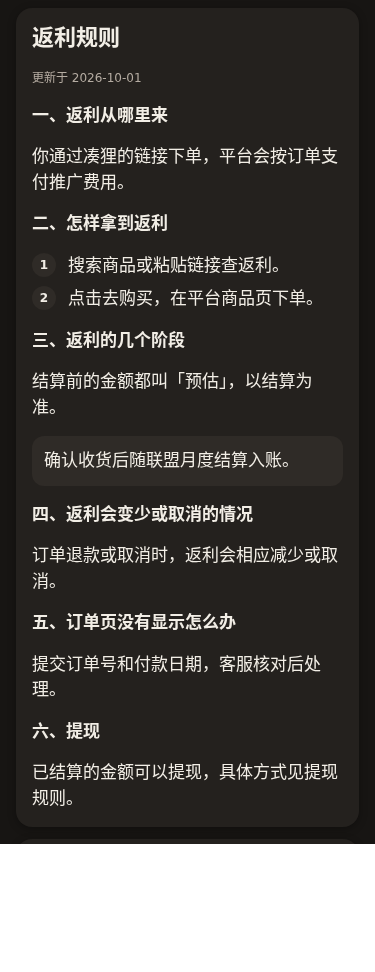 返利规则
更新于 2026-10-01
一、返利从哪里来
你通过凑狸的链接下单，平台会按订单支
付推广费用。
二、怎样拿到返利
1 搜索商品或粘贴链接查返利。
2 点击去购买，在平台商品页下单。
三、返利的几个阶段
结算前的金额都叫「预估」，以结算为
准。
确认收货后随联盟月度结算入账。
四、返利会变少或取消的情况
订单退款或取消时，返利会相应减少或取
消。
五、订单页没有显示怎么办
提交订单号和付款日期，客服核对后处
理。
六、提现
已结算的金额可以提现，具体方式见提现
规则。